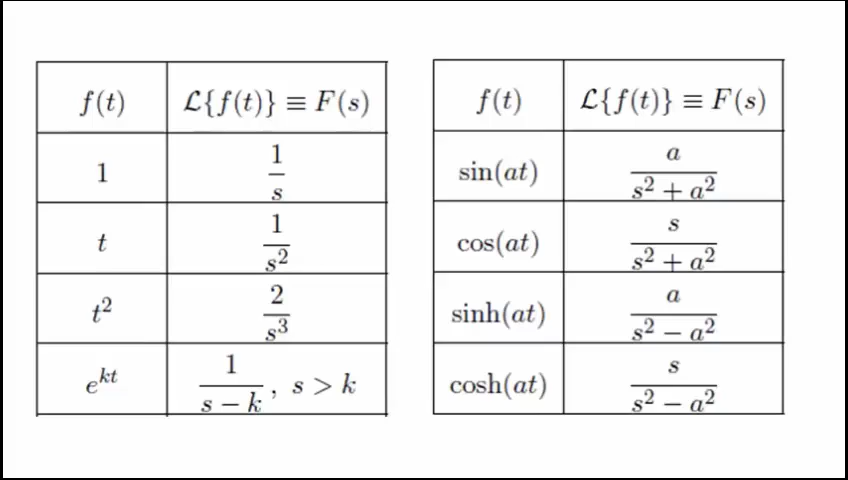 f(t) ℒ{f(t)} ≡ F(s)
1 1/s
t 1/s²
t² 2/s³
e^{kt} 1/(s − k), s > k
f(t) ℒ{f(t)} ≡ F(s)
sin(at) a/(s² + a²)
cos(at) s/(s² + a²)
sinh(at) a/(s² − a²)
cosh(at) s/(s² − a²)